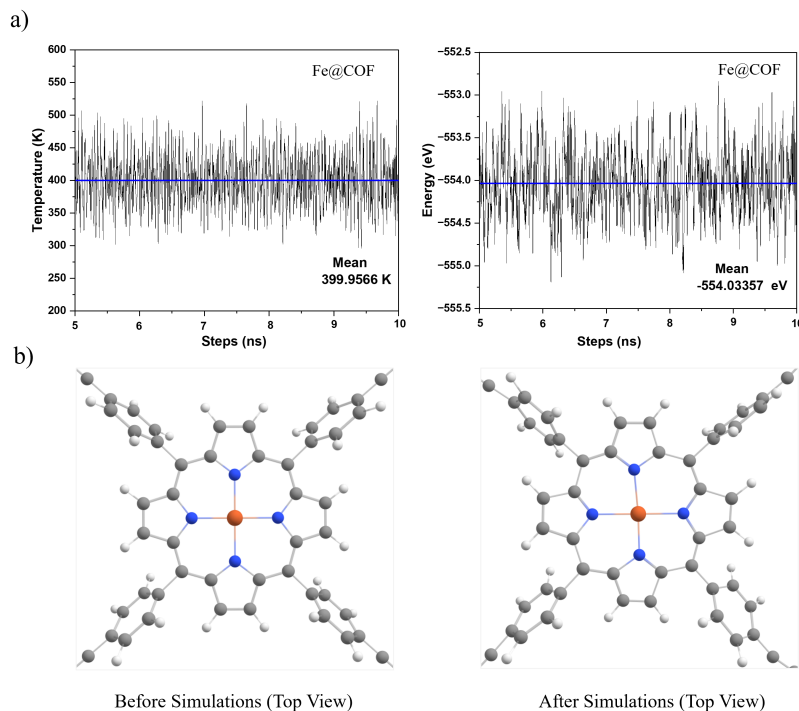 a)
Fe@COF
Temperature (K)
600
550
500
450
400
350
300
250
200
Mean
399.9566 K
5
6
7
8
9
10
Steps (ns)
Fe@COF
Energy (eV)
−552.5
−553.0
−553.5
−554.0
−554.5
−555.0
−555.5
Mean
-554.03357 eV
5
6
7
8
9
10
Steps (ns)
b)
Before Simulations (Top View)
After Simulations (Top View)